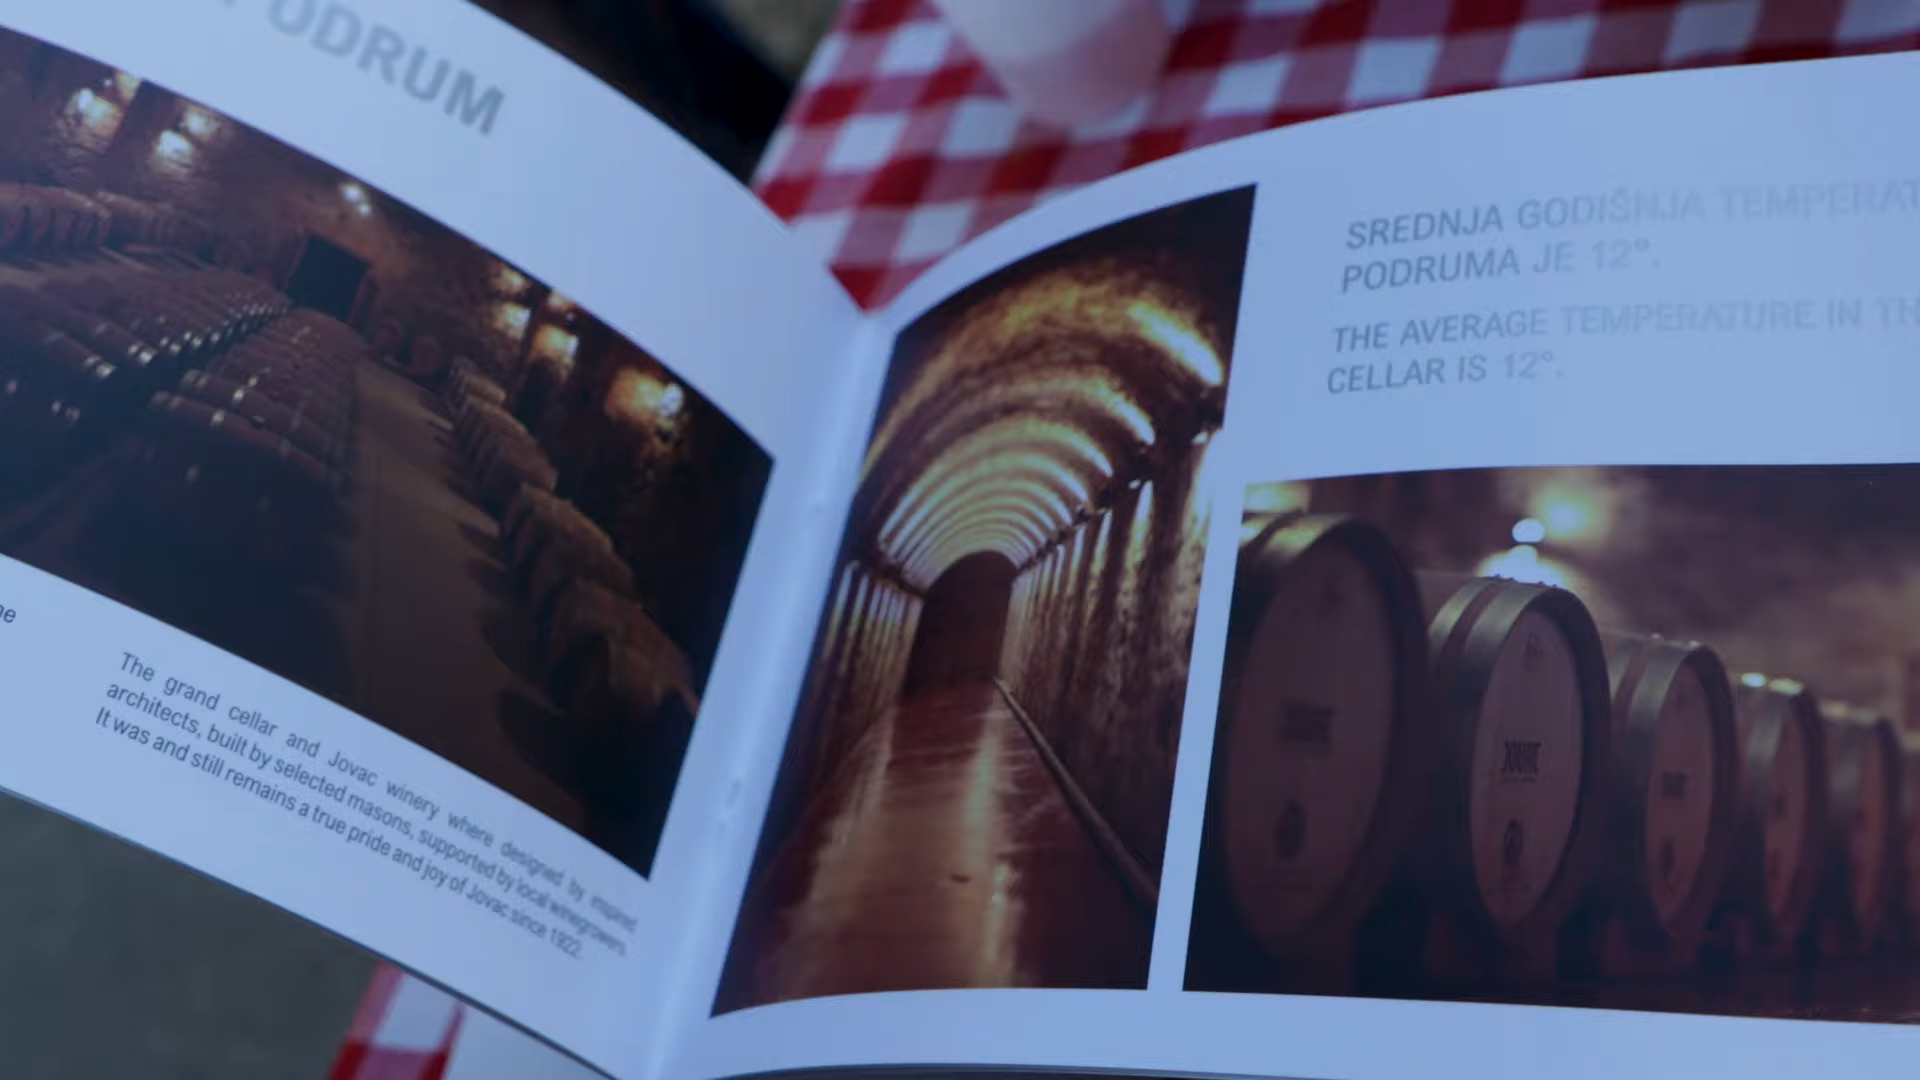 PODRUM
The grand cellar and Jovac winery where designed by inspired
architects, built by selected masons, supported by local winegrowers.
It was and still remains a true pride and joy of Jovac since 1922.
SREDNJA GODIŠNJA
PODRUMA JE 12°.
THE AVERAGE TEMPERATURE IN
CELLAR IS 12°.